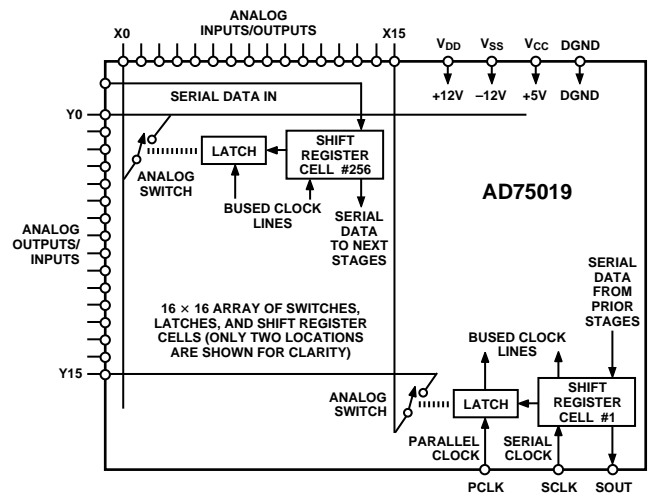 ANALOG
INPUTS/OUTPUTS
X0
X15
VDD
VSS
VCC
DGND
+12V
–12V
+5V
DGND
SERIAL DATA IN
Y0
LATCH
SHIFT
REGISTER
CELL #256
ANALOG
SWITCH
BUSED CLOCK
LINES
SERIAL
DATA
TO NEXT
STAGES
AD75019
ANALOG
OUTPUTS/
INPUTS
SERIAL
DATA
FROM
PRIOR
STAGES
16 × 16 ARRAY OF SWITCHES,
LATCHES, AND SHIFT REGISTER
CELLS (ONLY TWO LOCATIONS
ARE SHOWN FOR CLARITY)
BUSED CLOCK
LINES
Y15
ANALOG
SWITCH
LATCH
SHIFT
REGISTER
CELL #1
PARALLEL
CLOCK
SERIAL
CLOCK
PCLK
SCLK
SOUT